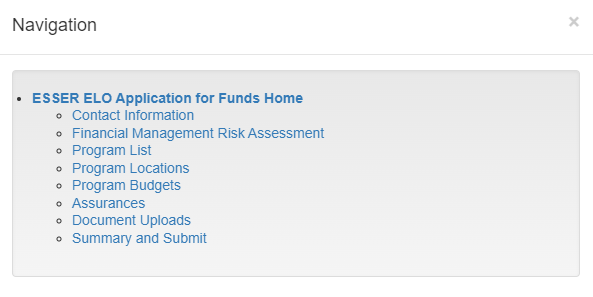 Navigation
×
ESSER ELO Application for Funds Home
Contact Information
Financial Management Risk Assessment
Program List
Program Locations
Program Budgets
Assurances
Document Uploads
Summary and Submit